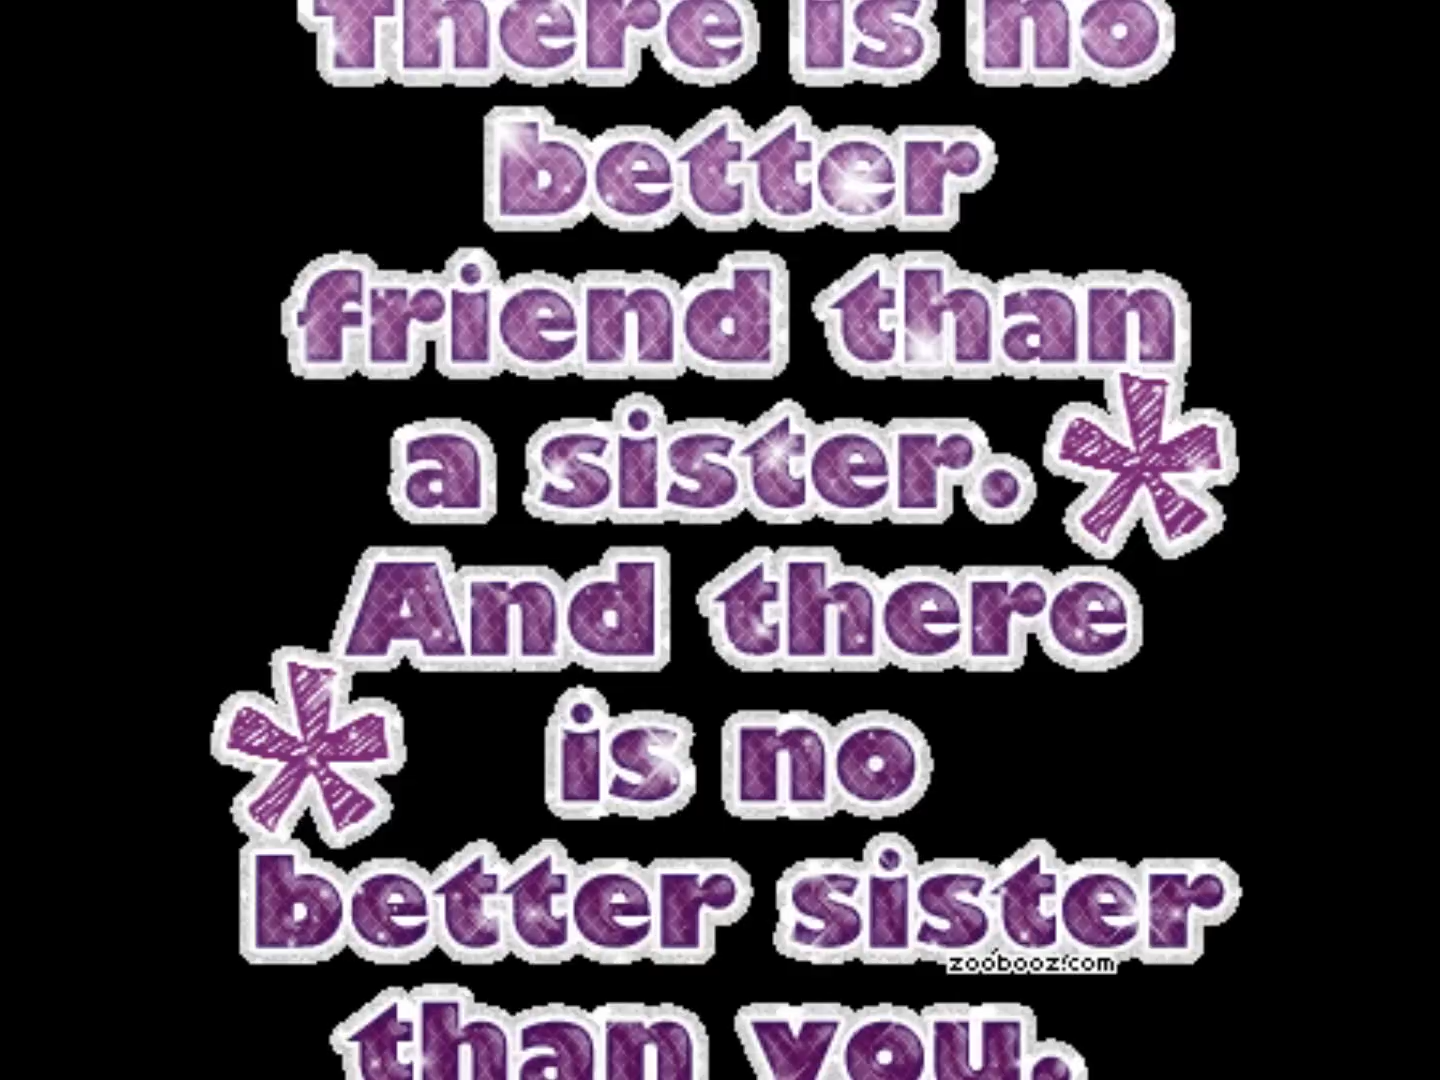 There is no
better
friend than
a sister.
And there
is no
better sister
zoobooz.com
than you.